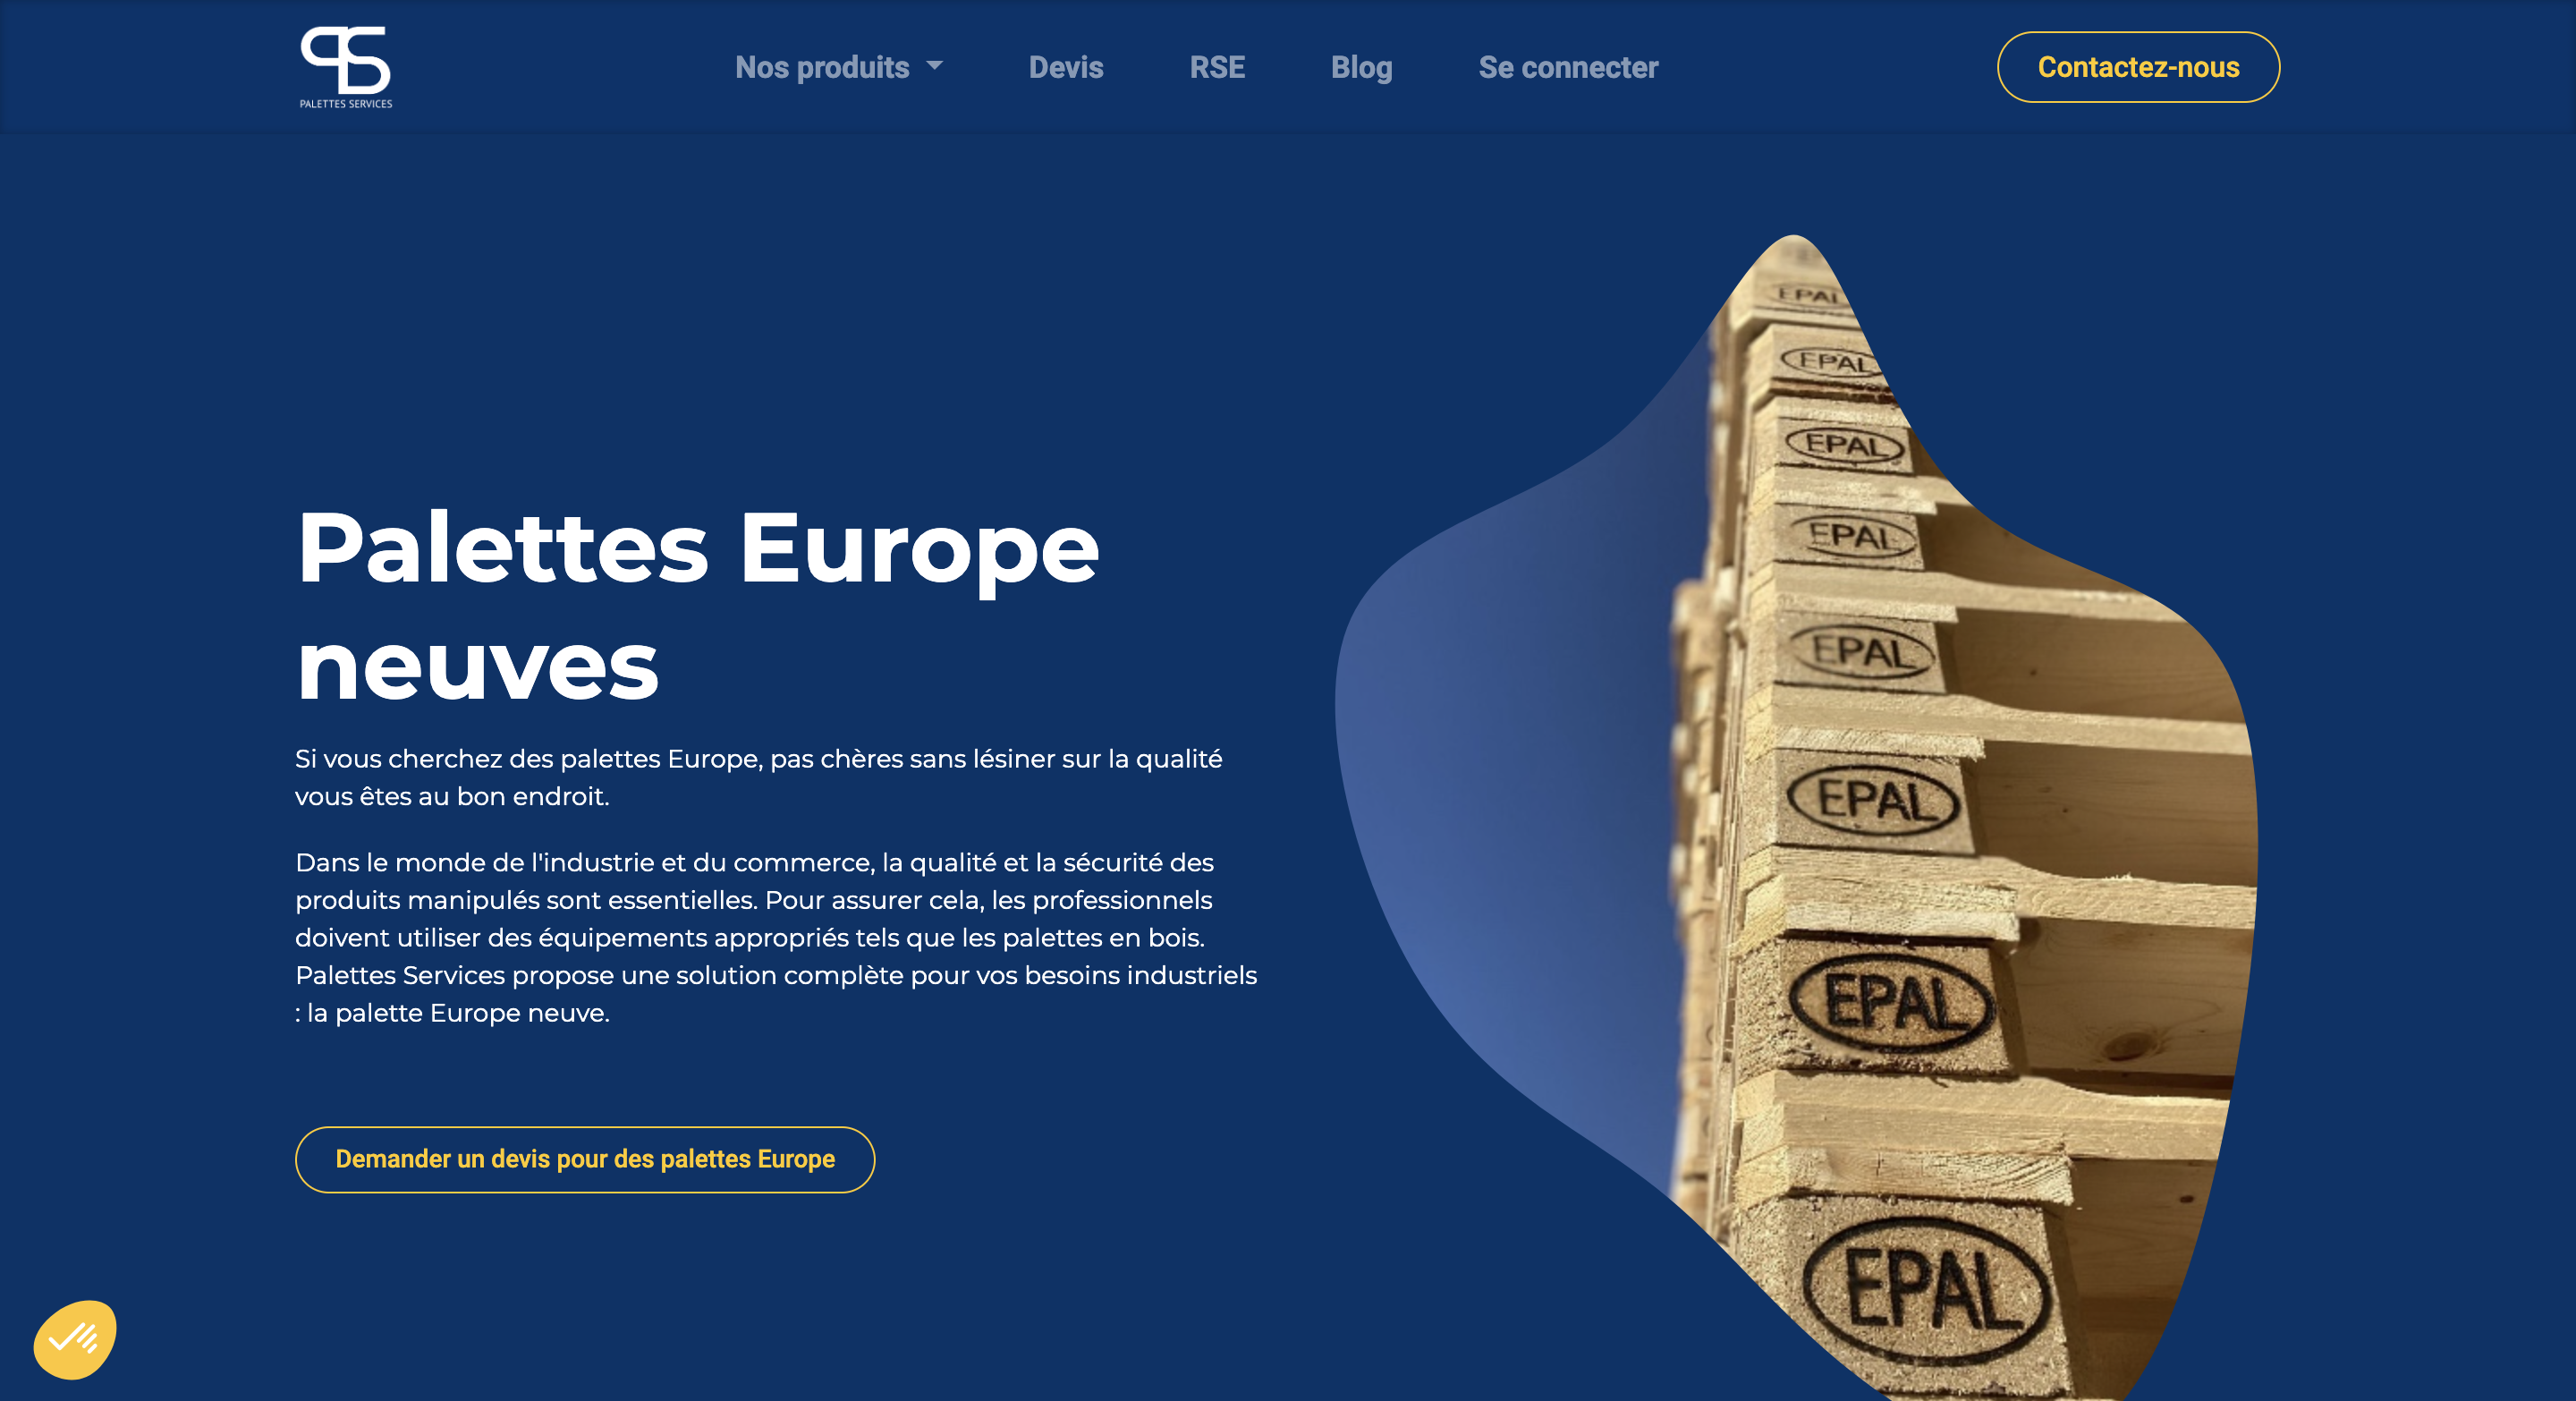 PALETTES SERVICES
Nos produits
Devis
RSE
Blog
Se connecter
Contactez-nous
Palettes Europe
neuves
Si vous cherchez des palettes Europe, pas chères sans lésiner sur la qualité
vous êtes au bon endroit.
Dans le monde de l'industrie et du commerce, la qualité et la sécurité des
produits manipulés sont essentielles. Pour assurer cela, les professionnels
doivent utiliser des équipements appropriés tels que les palettes en bois.
Palettes Services propose une solution complète pour vos besoins industriels
: la palette Europe neuve.
Demander un devis pour des palettes Europe
EPAL
EPAL
EPAL
EPAL
EPAL
EPAL
EPAL
EPAL